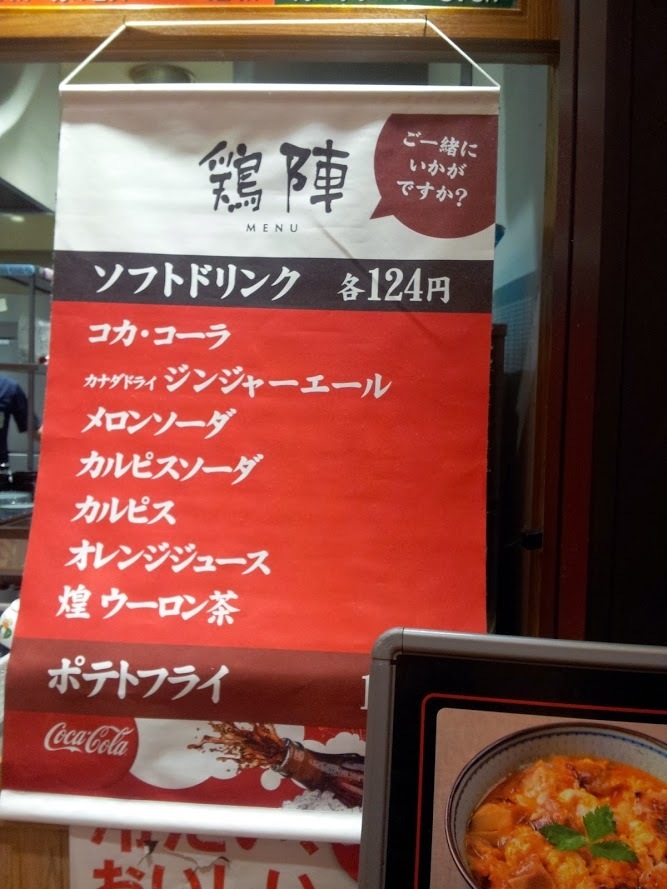 鶏陣
MENU
ご一緒に
いかが
ですか?
ソフトドリンク 各124円
コカ・コーラ
カナダドライ ジンジャーエール
メロンソーダ
カルピスソーダ
カルピス
オレンジジュース
煌 ウーロン茶
ポテトフライ
Coca-Cola
おいしい